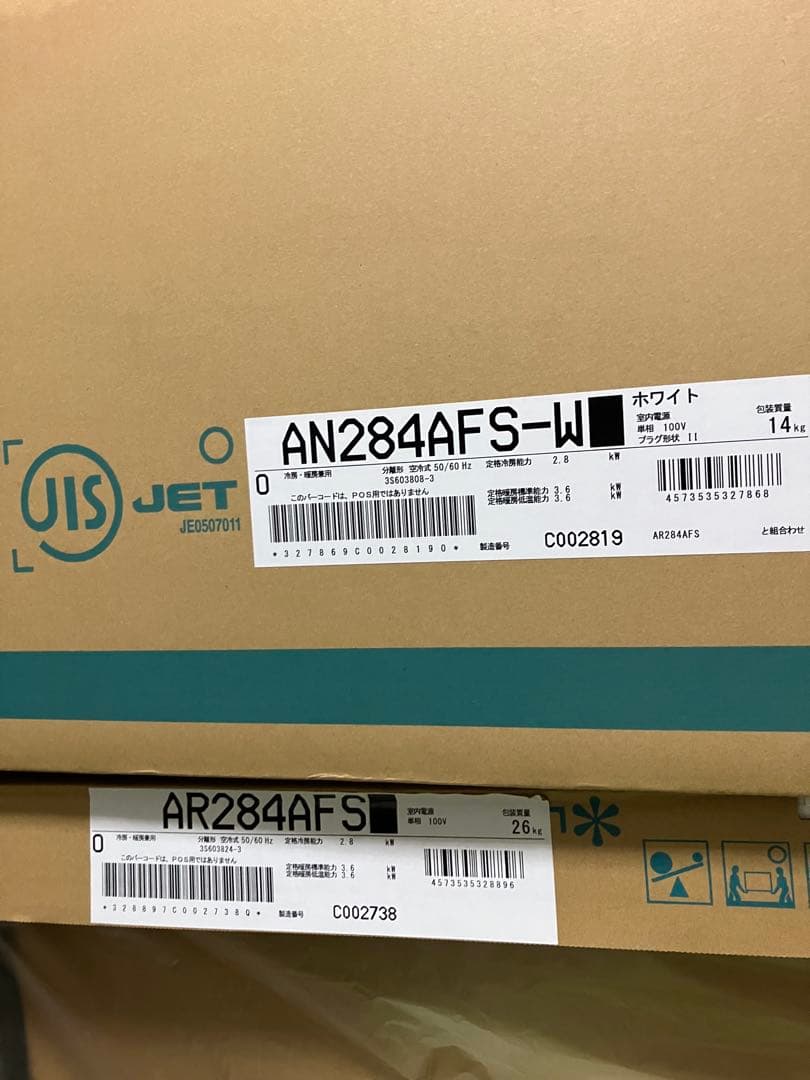 JIS JET
JE0507011
AN284AFS-W
ホワイト
室内電源
単相 100V
プラグ形状 II
包装質量
14kg
0
冷房・暖房兼用
分離形 空冷式 50/60 Hz
3S603808-3
定格冷房能力 2.8 kW
このバーコードは、POS用ではありません
定格暖房標準能力 3.6 kW
定格暖房低温能力 3.6 kW
4573535327868
*327869C0028190*
製造番号 C002819
AR284AFS と組合わせ
AR284AFS
室内電源
単相 100V
包装質量
26kg
0
冷房・暖房兼用
分離形 空冷式 50/60 Hz
3S603824-3
定格冷房能力 2.8 kW
このバーコードは、POS用ではありません
定格暖房標準能力 3.6 kW
定格暖房低温能力 3.6 kW
4573535328896
*328897C002738Q*
製造番号 C002738